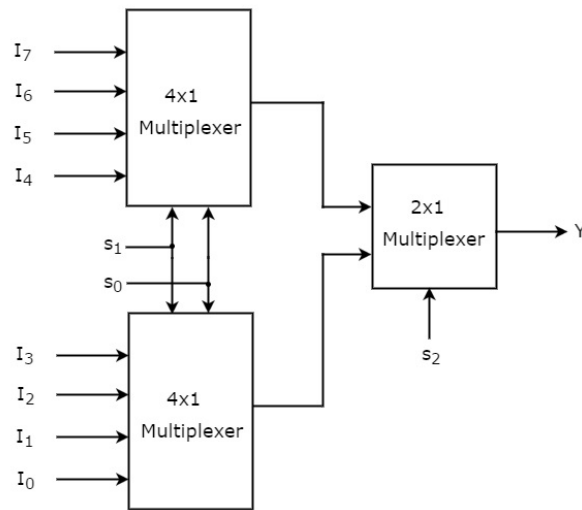 I₇
I₆
I₅
I₄
4x1
Multiplexer
s₁
s₀
I₃
I₂
I₁
I₀
4x1
Multiplexer
2x1
Multiplexer
Y
s₂